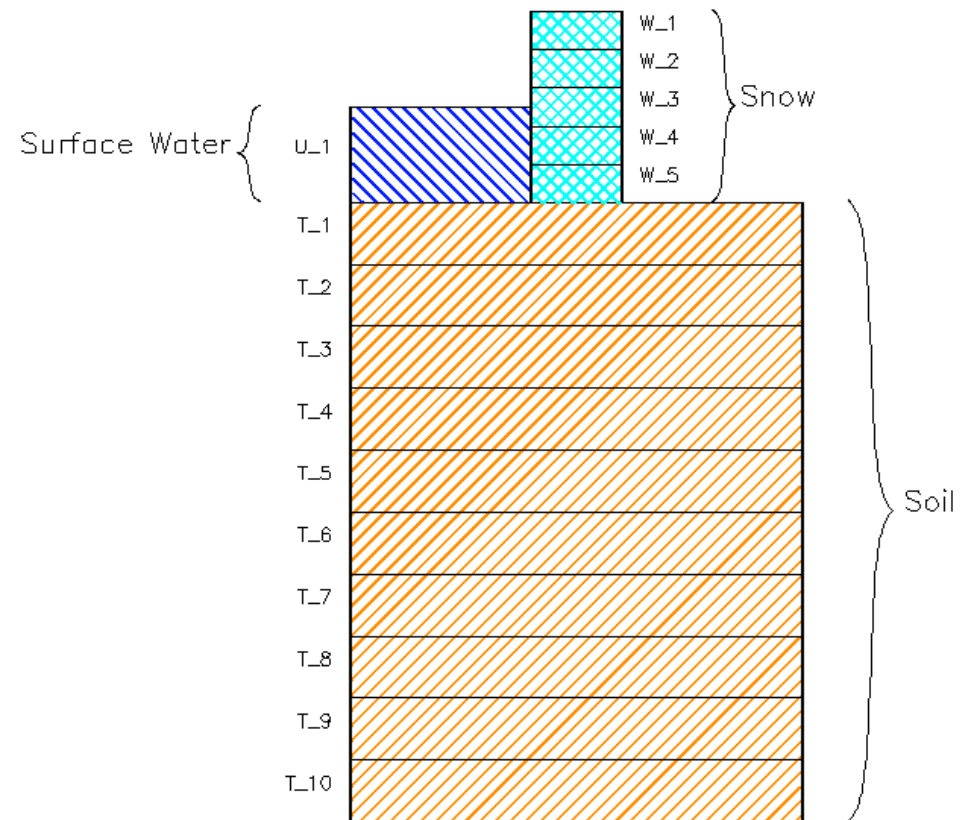 W_1
W_2
W_3
Snow
W_4
W_5
Surface Water
U_1
T_1
T_2
T_3
T_4
T_5
T_6
T_7
T_8
T_9
T_10
Soil